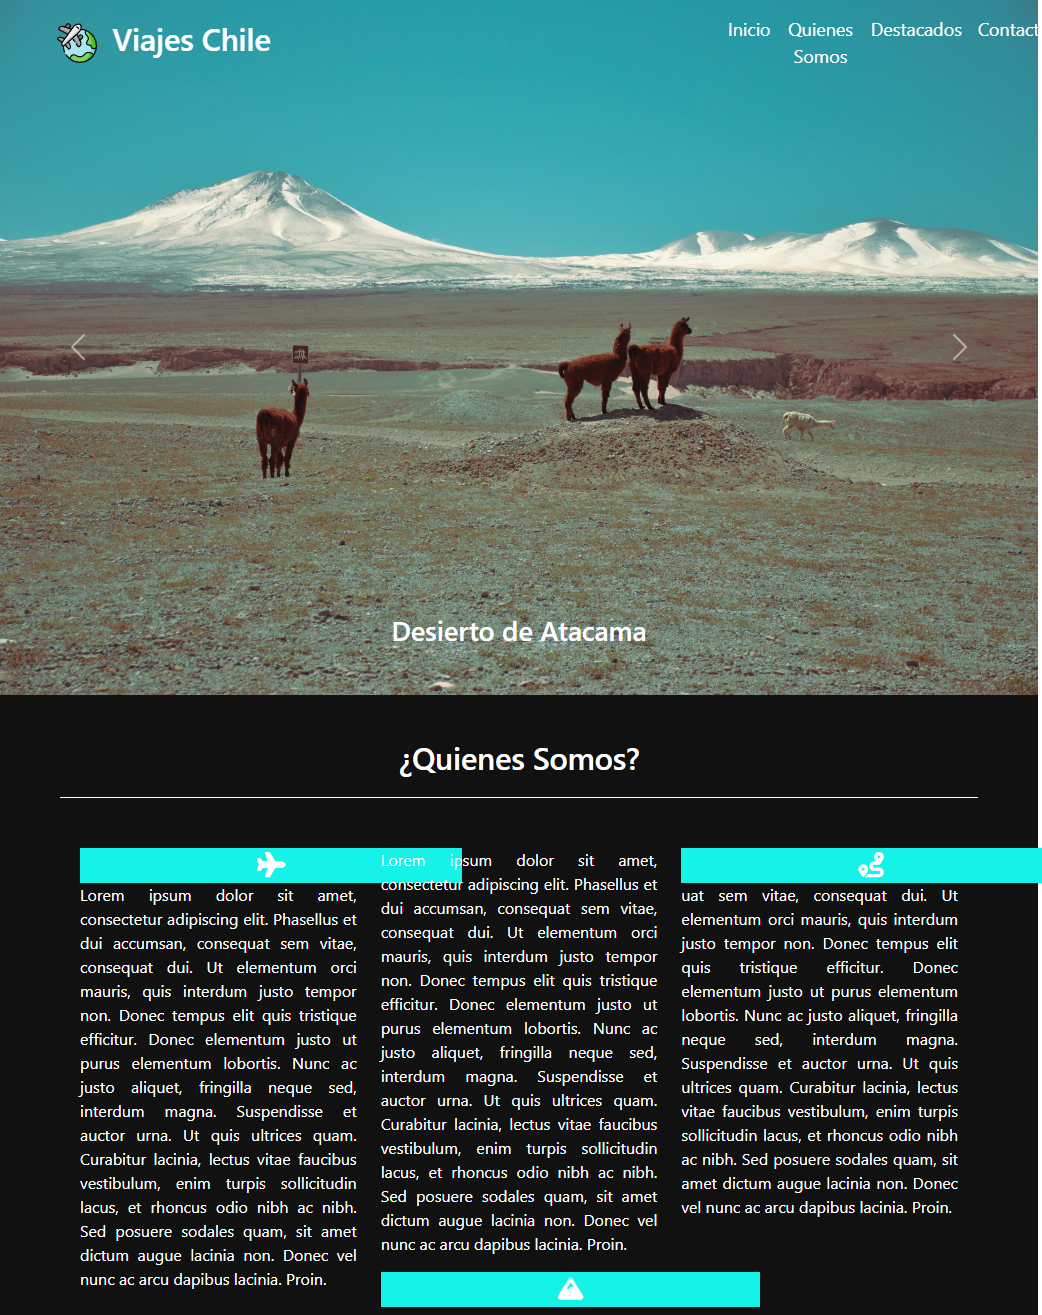 Viajes Chile
Inicio
Quienes
Somos
Destacados
Contact
Desierto de Atacama
¿Quienes Somos?
Lorem ipsum dolor sit amet,
consectetur adipiscing elit. Phasellus et
dui accumsan, consequat sem vitae,
consequat dui. Ut elementum orci
mauris, quis interdum justo tempor
non. Donec tempus elit quis tristique
efficitur. Donec elementum justo ut
purus elementum lobortis. Nunc ac
justo aliquet, fringilla neque sed,
interdum magna. Suspendisse et
auctor urna. Ut quis ultrices quam.
Curabitur lacinia, lectus vitae faucibus
vestibulum, enim turpis sollicitudin
lacus, et rhoncus odio nibh ac nibh.
Sed posuere sodales quam, sit amet
dictum augue lacinia non. Donec vel
nunc ac arcu dapibus lacinia. Proin.
Lorem ipsum dolor sit amet,
consectetur adipiscing elit. Phasellus et
dui accumsan, consequat sem vitae,
consequat dui. Ut elementum orci
mauris, quis interdum justo tempor
non. Donec tempus elit quis tristique
efficitur. Donec elementum justo ut
purus elementum lobortis. Nunc ac
justo aliquet, fringilla neque sed,
interdum magna. Suspendisse et
auctor urna. Ut quis ultrices quam.
Curabitur lacinia, lectus vitae faucibus
vestibulum, enim turpis sollicitudin
lacus, et rhoncus odio nibh ac nibh.
Sed posuere sodales quam, sit amet
dictum augue lacinia non. Donec vel
nunc ac arcu dapibus lacinia. Proin.
uat sem vitae, consequat dui. Ut
elementum orci mauris, quis interdum
justo tempor non. Donec tempus elit
quis tristique efficitur. Donec
elementum justo ut purus elementum
lobortis. Nunc ac justo aliquet, fringilla
neque sed, interdum magna.
Suspendisse et auctor urna. Ut quis
ultrices quam. Curabitur lacinia, lectus
vitae faucibus vestibulum, enim turpis
sollicitudin lacus, et rhoncus odio nibh
ac nibh. Sed posuere sodales quam, sit
amet dictum augue lacinia non. Donec
vel nunc ac arcu dapibus lacinia. Proin.